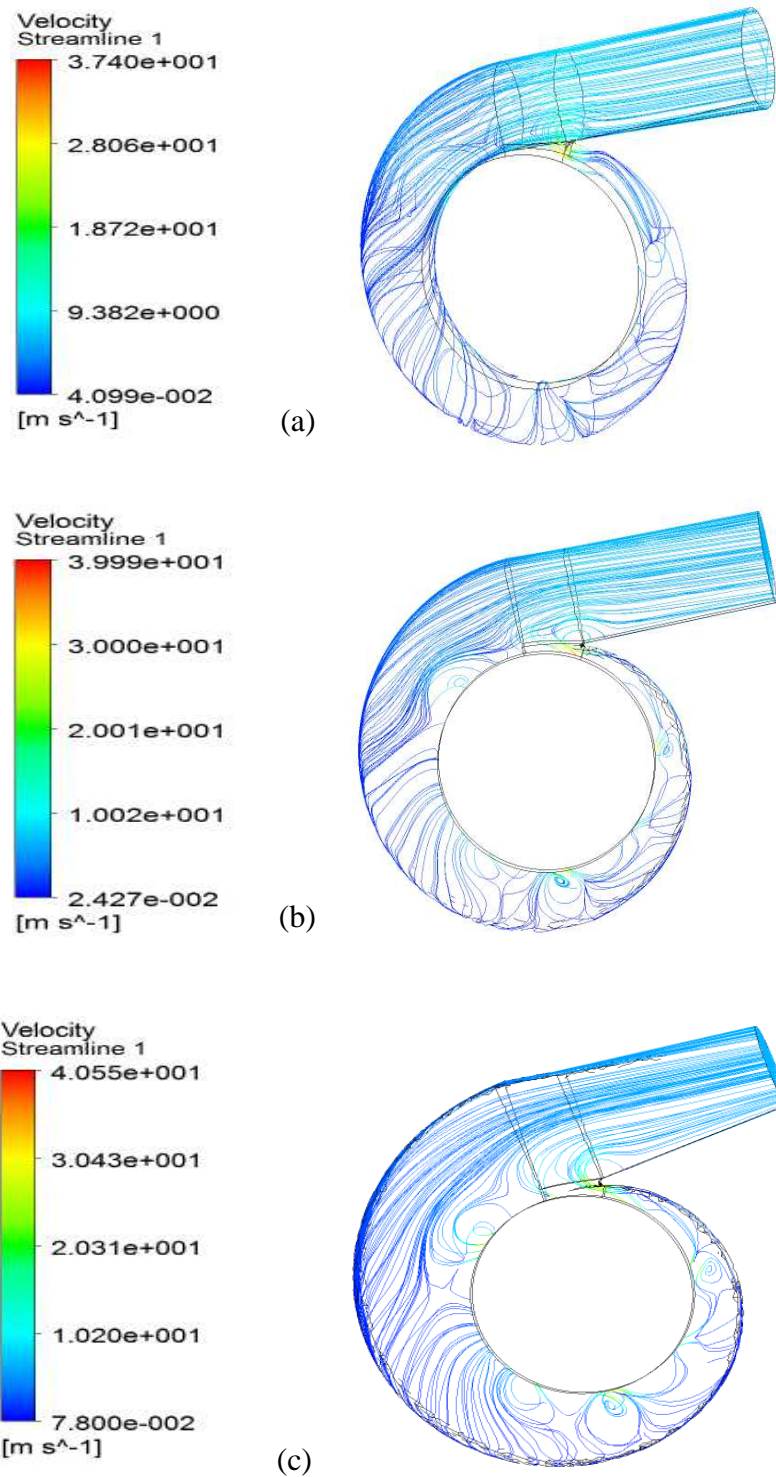 Velocity
Streamline 1
3.740e+001
2.806e+001
1.872e+001
9.382e+000
4.099e-002
[m s^-1]
(a)
Velocity
Streamline 1
3.999e+001
3.000e+001
2.001e+001
1.002e+001
2.427e-002
[m s^-1]
(b)
Velocity
Streamline 1
4.055e+001
3.043e+001
2.031e+001
1.020e+001
7.800e-002
[m s^-1]
(c)